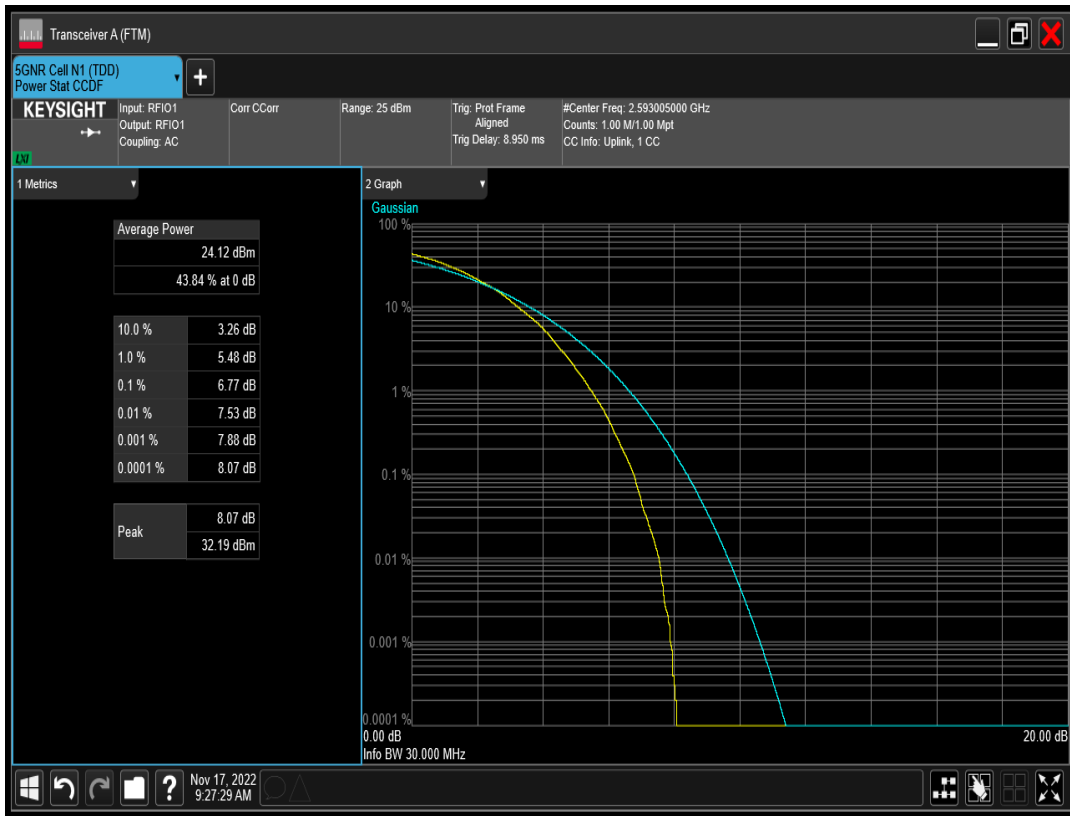 Transceiver A (FTM)
5GNR Cell N1 (TDD)
Power Stat CCDF
+
KEYSIGHT
LXI
Input: RFIO1
Output: RFIO1
Coupling: AC
Corr CCorr
Range: 25 dBm
Trig: Prot Frame
Aligned
Trig Delay: 8.950 ms
#Center Freq: 2.593005000 GHz
Counts: 1.00 M/1.00 Mpt
CC Info: Uplink, 1 CC
1 Metrics
Average Power
24.12 dBm
43.84 % at 0 dB
10.0 % 3.26 dB
1.0 % 5.48 dB
0.1 % 6.77 dB
0.01 % 7.53 dB
0.001 % 7.88 dB
0.0001 % 8.07 dB
Peak
8.07 dB
32.19 dBm
2 Graph
Gaussian
100 %
10 %
1 %
0.1 %
0.01 %
0.001 %
0.0001 %
0.00 dB
20.00 dB
Info BW 30.000 MHz
?
Nov 17, 2022
9:27:29 AM